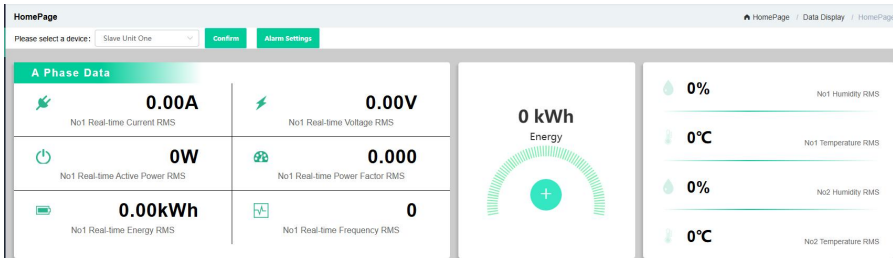 HomePage
HomePage / Data Display / HomePage
Please select a device: Slave Unit One Confirm Alarm Settings
A Phase Data
0.00A
No1 Real-time Current RMS
0.00V
No1 Real-time Voltage RMS
0W
No1 Real-time Active Power RMS
0.000
No1 Real-time Power Factor RMS
0.00kWh
No1 Real-time Energy RMS
0
No1 Real-time Frequency RMS
0 kWh
Energy
+
0%
No1 Humidity RMS
0℃
No1 Temperature RMS
0%
No2 Humidity RMS
0℃
No2 Temperature RMS